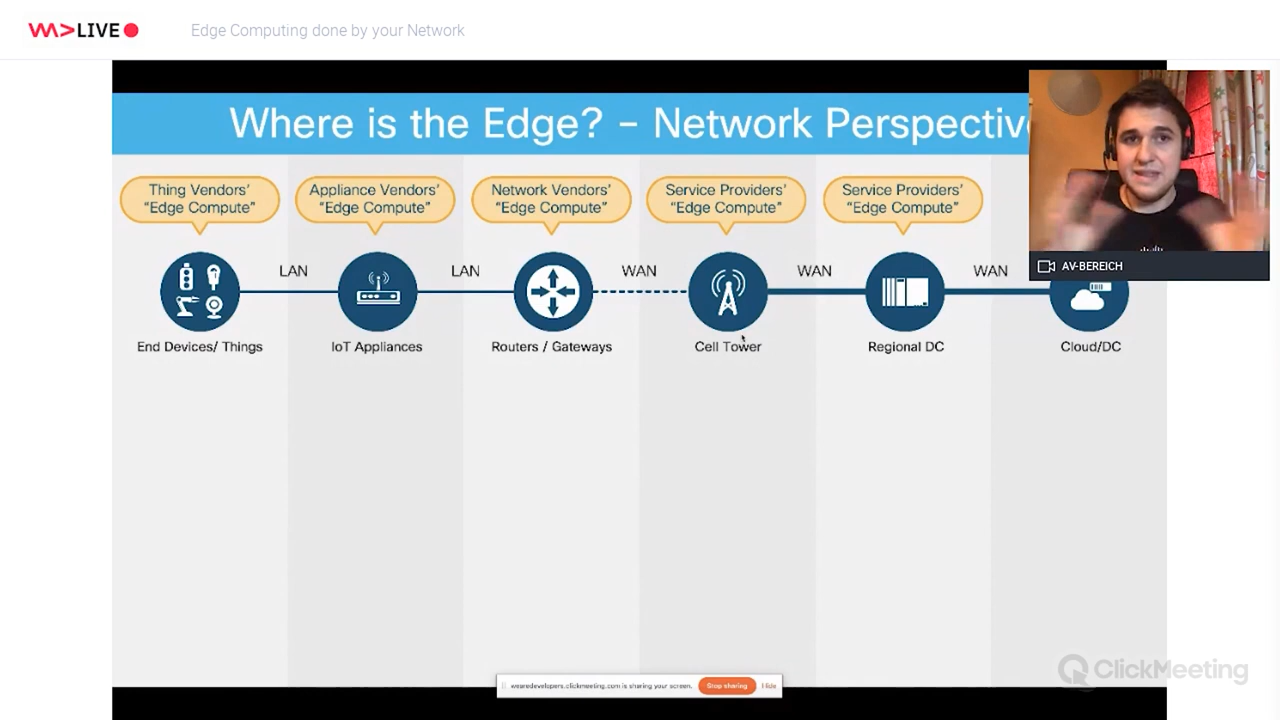 WA>LIVE
Edge Computing done by your Network
Where is the Edge? – Network Perspectiv
Thing Vendors'
"Edge Compute"
Appliance Vendors'
"Edge Compute"
Network Vendors'
"Edge Compute"
Service Providers'
"Edge Compute"
Service Providers'
"Edge Compute"
AV-BEREICH
LAN
LAN
WAN
WAN
WAN
End Devices/ Things
IoT Appliances
Routers / Gateways
Cell Tower
Regional DC
Cloud/DC
ClickMeeting
wearedevelopers.clickmeeting.com is sharing your screen.
Stop sharing
Hide